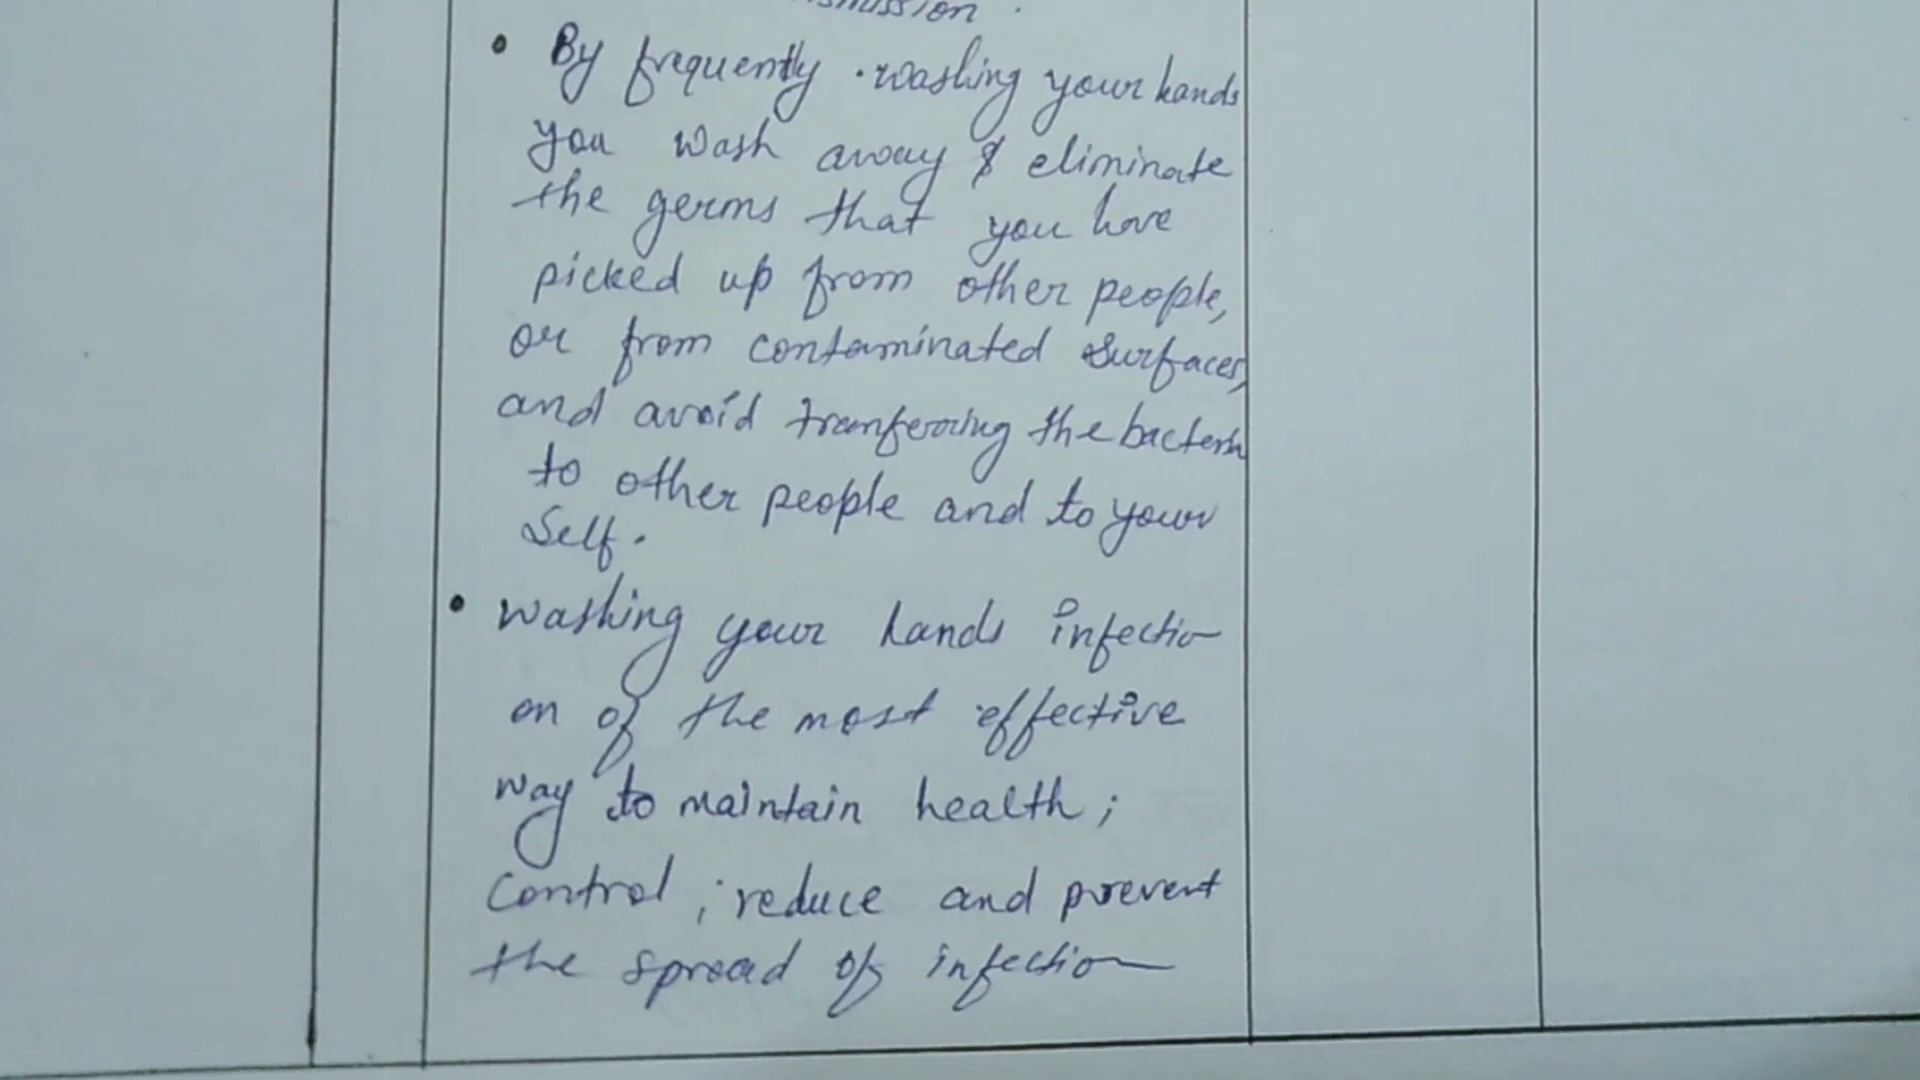 • By frequently washing your hands
you wash away & eliminate
the germs that you have
picked up from other people,
or from contaminated surfaces,
and avoid tranferring the bacteria
to other people and to your
Self.
• Washing your hands infection
on of the most effective
way to maintain health;
Control; reduce and prevent
the spread of infection